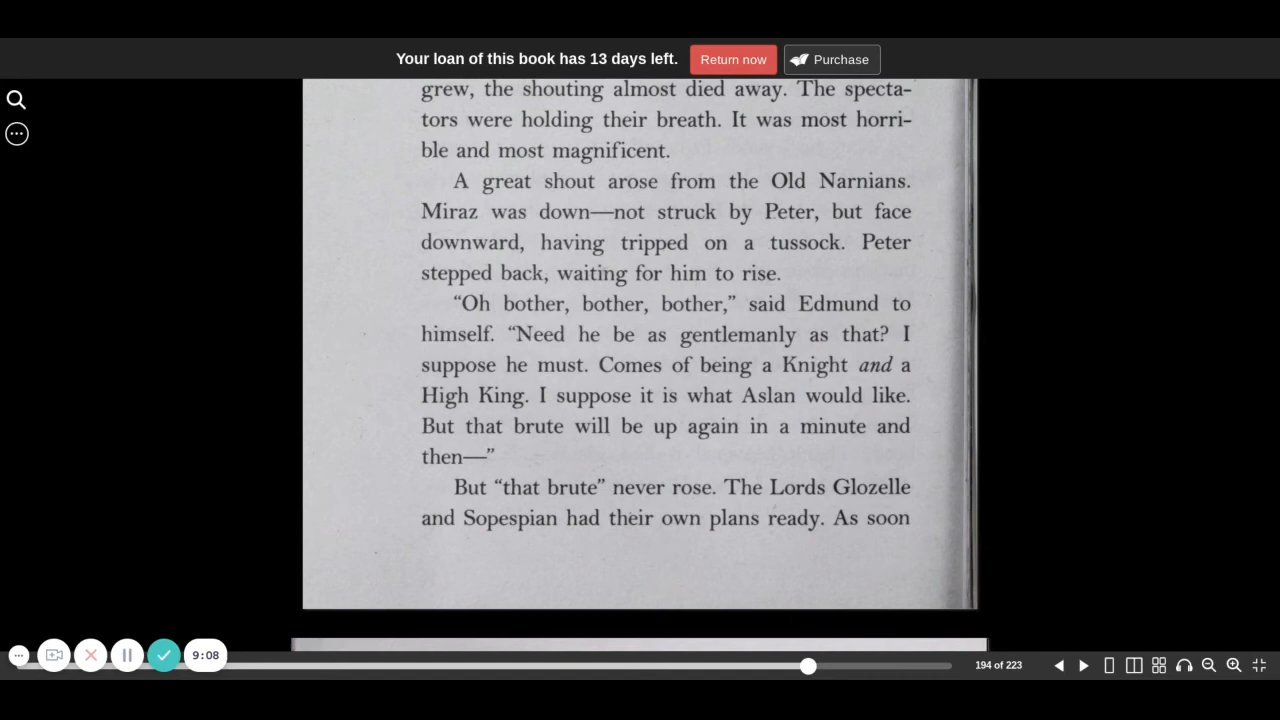 Your loan of this book has 13 days left. Return now Purchase
grew, the shouting almost died away. The specta-
tors were holding their breath. It was most horri-
ble and most magnificent.
A great shout arose from the Old Narnians.
Miraz was down—not struck by Peter, but face
downward, having tripped on a tussock. Peter
stepped back, waiting for him to rise.
“Oh bother, bother, bother,” said Edmund to
himself. “Need he be as gentlemanly as that? I
suppose he must. Comes of being a Knight and a
High King. I suppose it is what Aslan would like.
But that brute will be up again in a minute and
then—”
But “that brute” never rose. The Lords Glozelle
and Sopespian had their own plans ready. As soon
9:08
194 of 223